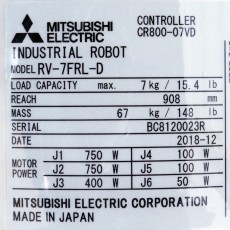 MITSUBISHI ELECTRIC
CONTROLLER CR800-07VD
INDUSTRIAL ROBOT
MODEL RV-7FRL-D
LOAD CAPACITY max. 7 kg / 15.4 lb
REACH 908 mm
MASS 67 kg / 148 lb
SERIAL BC8120023R
DATE 2018-12
MOTOR POWER
J1 750 W J4 100 W
J2 750 W J5 100 W
J3 400 W J6 50 W
MITSUBISHI ELECTRIC CORPORATION
MADE IN JAPAN